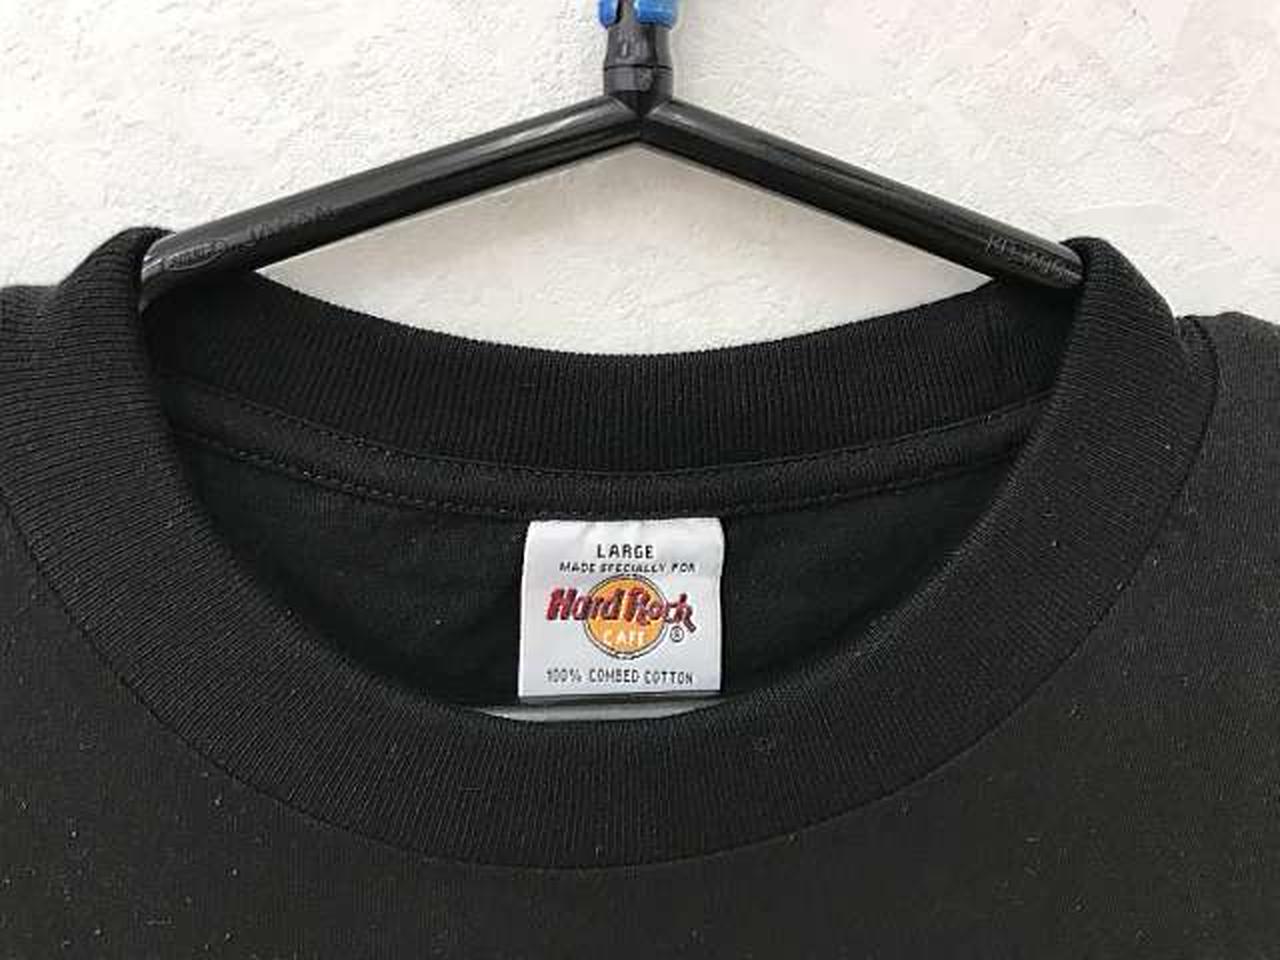 LARGE
MADE SPECIALLY FOR
Hard Rock
CAFE ®
100% COMBED COTTON